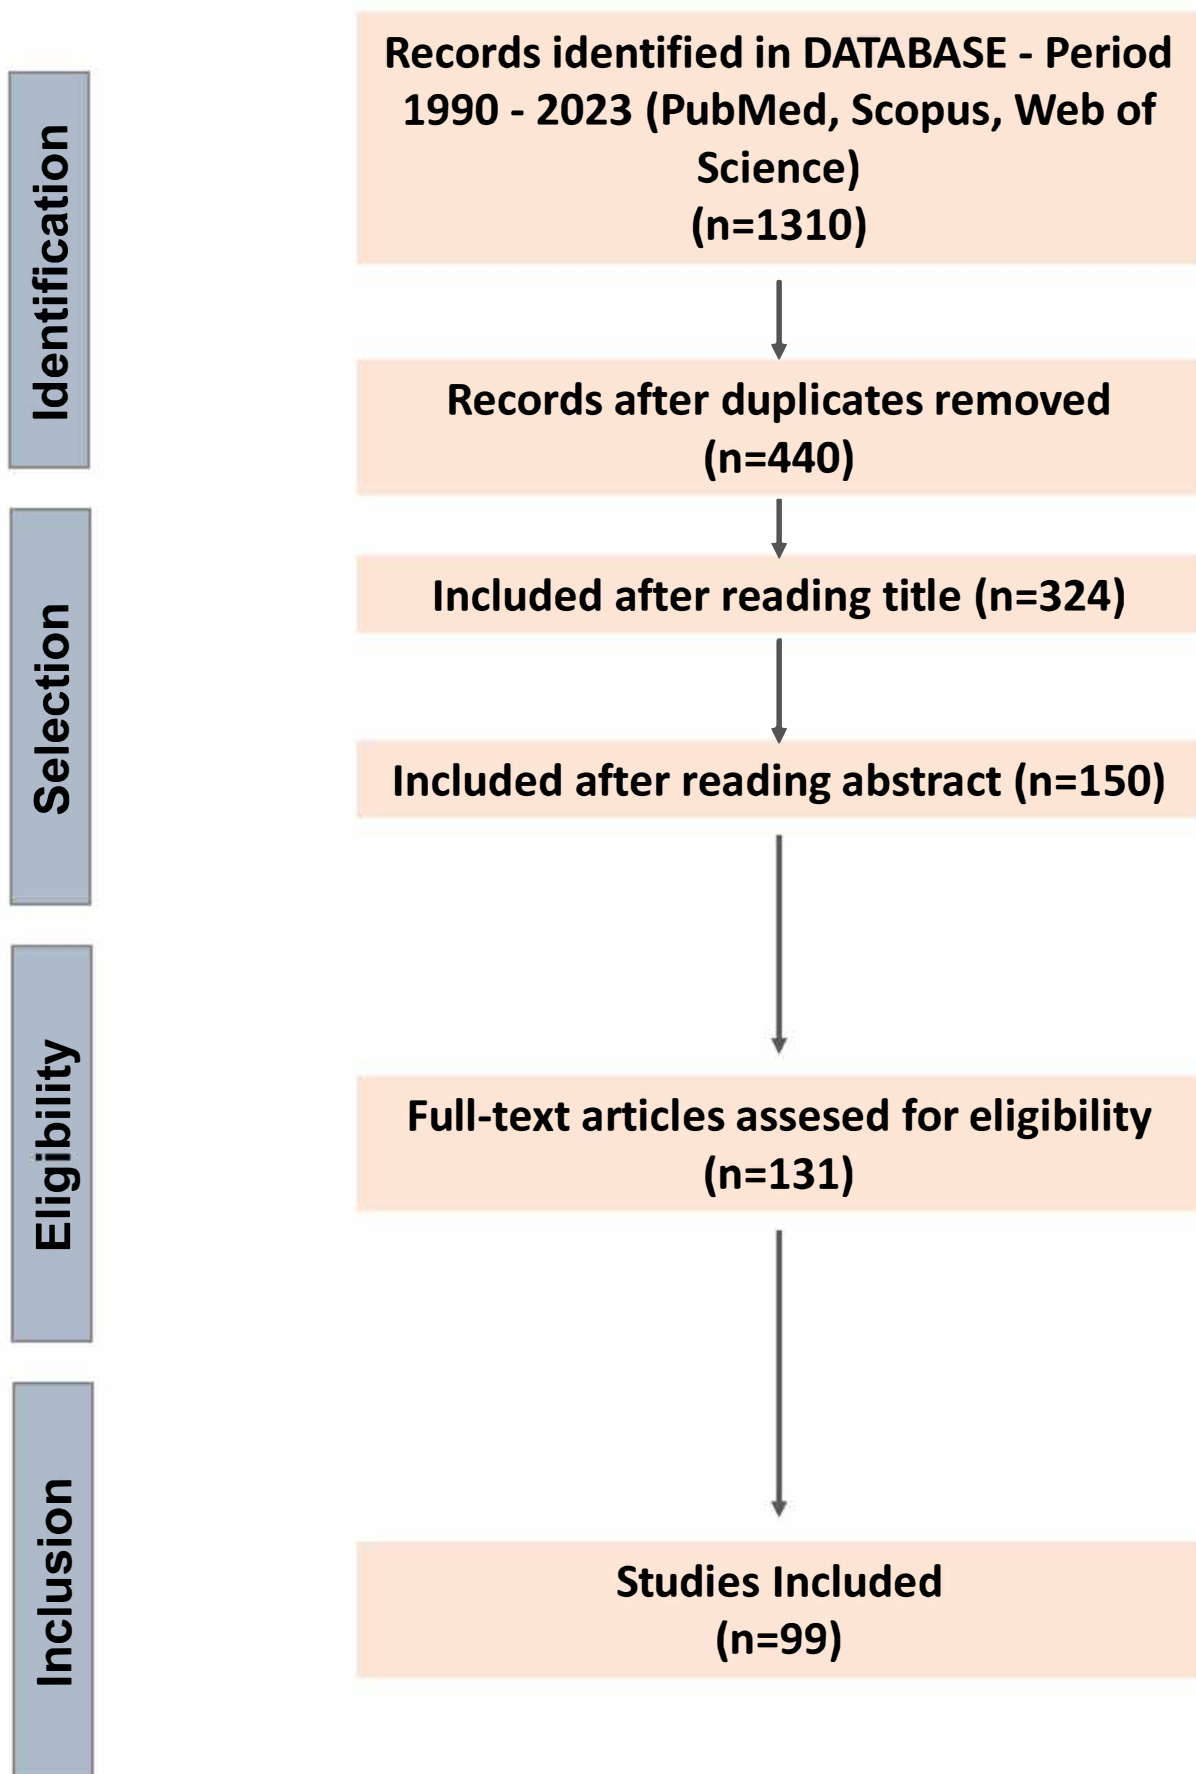 Identification
Records identified in DATABASE - Period
1990 - 2023 (PubMed, Scopus, Web of
Science)
(n=1310)
Records after duplicates removed
(n=440)
Selection
Included after reading title (n=324)
Included after reading abstract (n=150)
Eligibility
Full-text articles assesed for eligibility
(n=131)
Inclusion
Studies Included
(n=99)